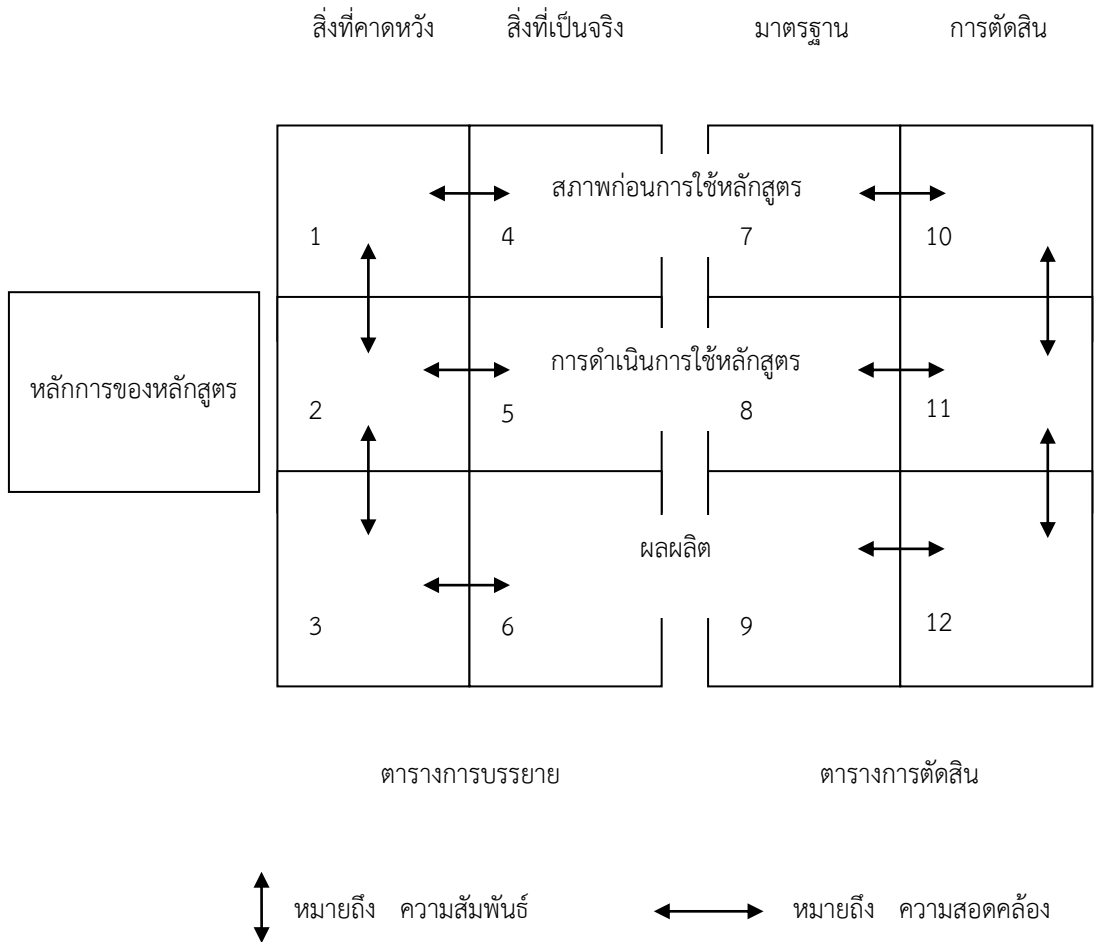 สิ่งที่คาดหวัง สิ่งที่เป็นจริง มาตรฐาน การตัดสิน
สภาพก่อนการใช้หลักสูตร
1 4 7 10
การดำเนินการใช้หลักสูตร
หลักการของหลักสูตร
2 5 8 11
ผลผลิต
3 6 9 12
ตารางการบรรยาย ตารางการตัดสิน
หมายถึง ความสัมพันธ์ หมายถึง ความสอดคล้อง